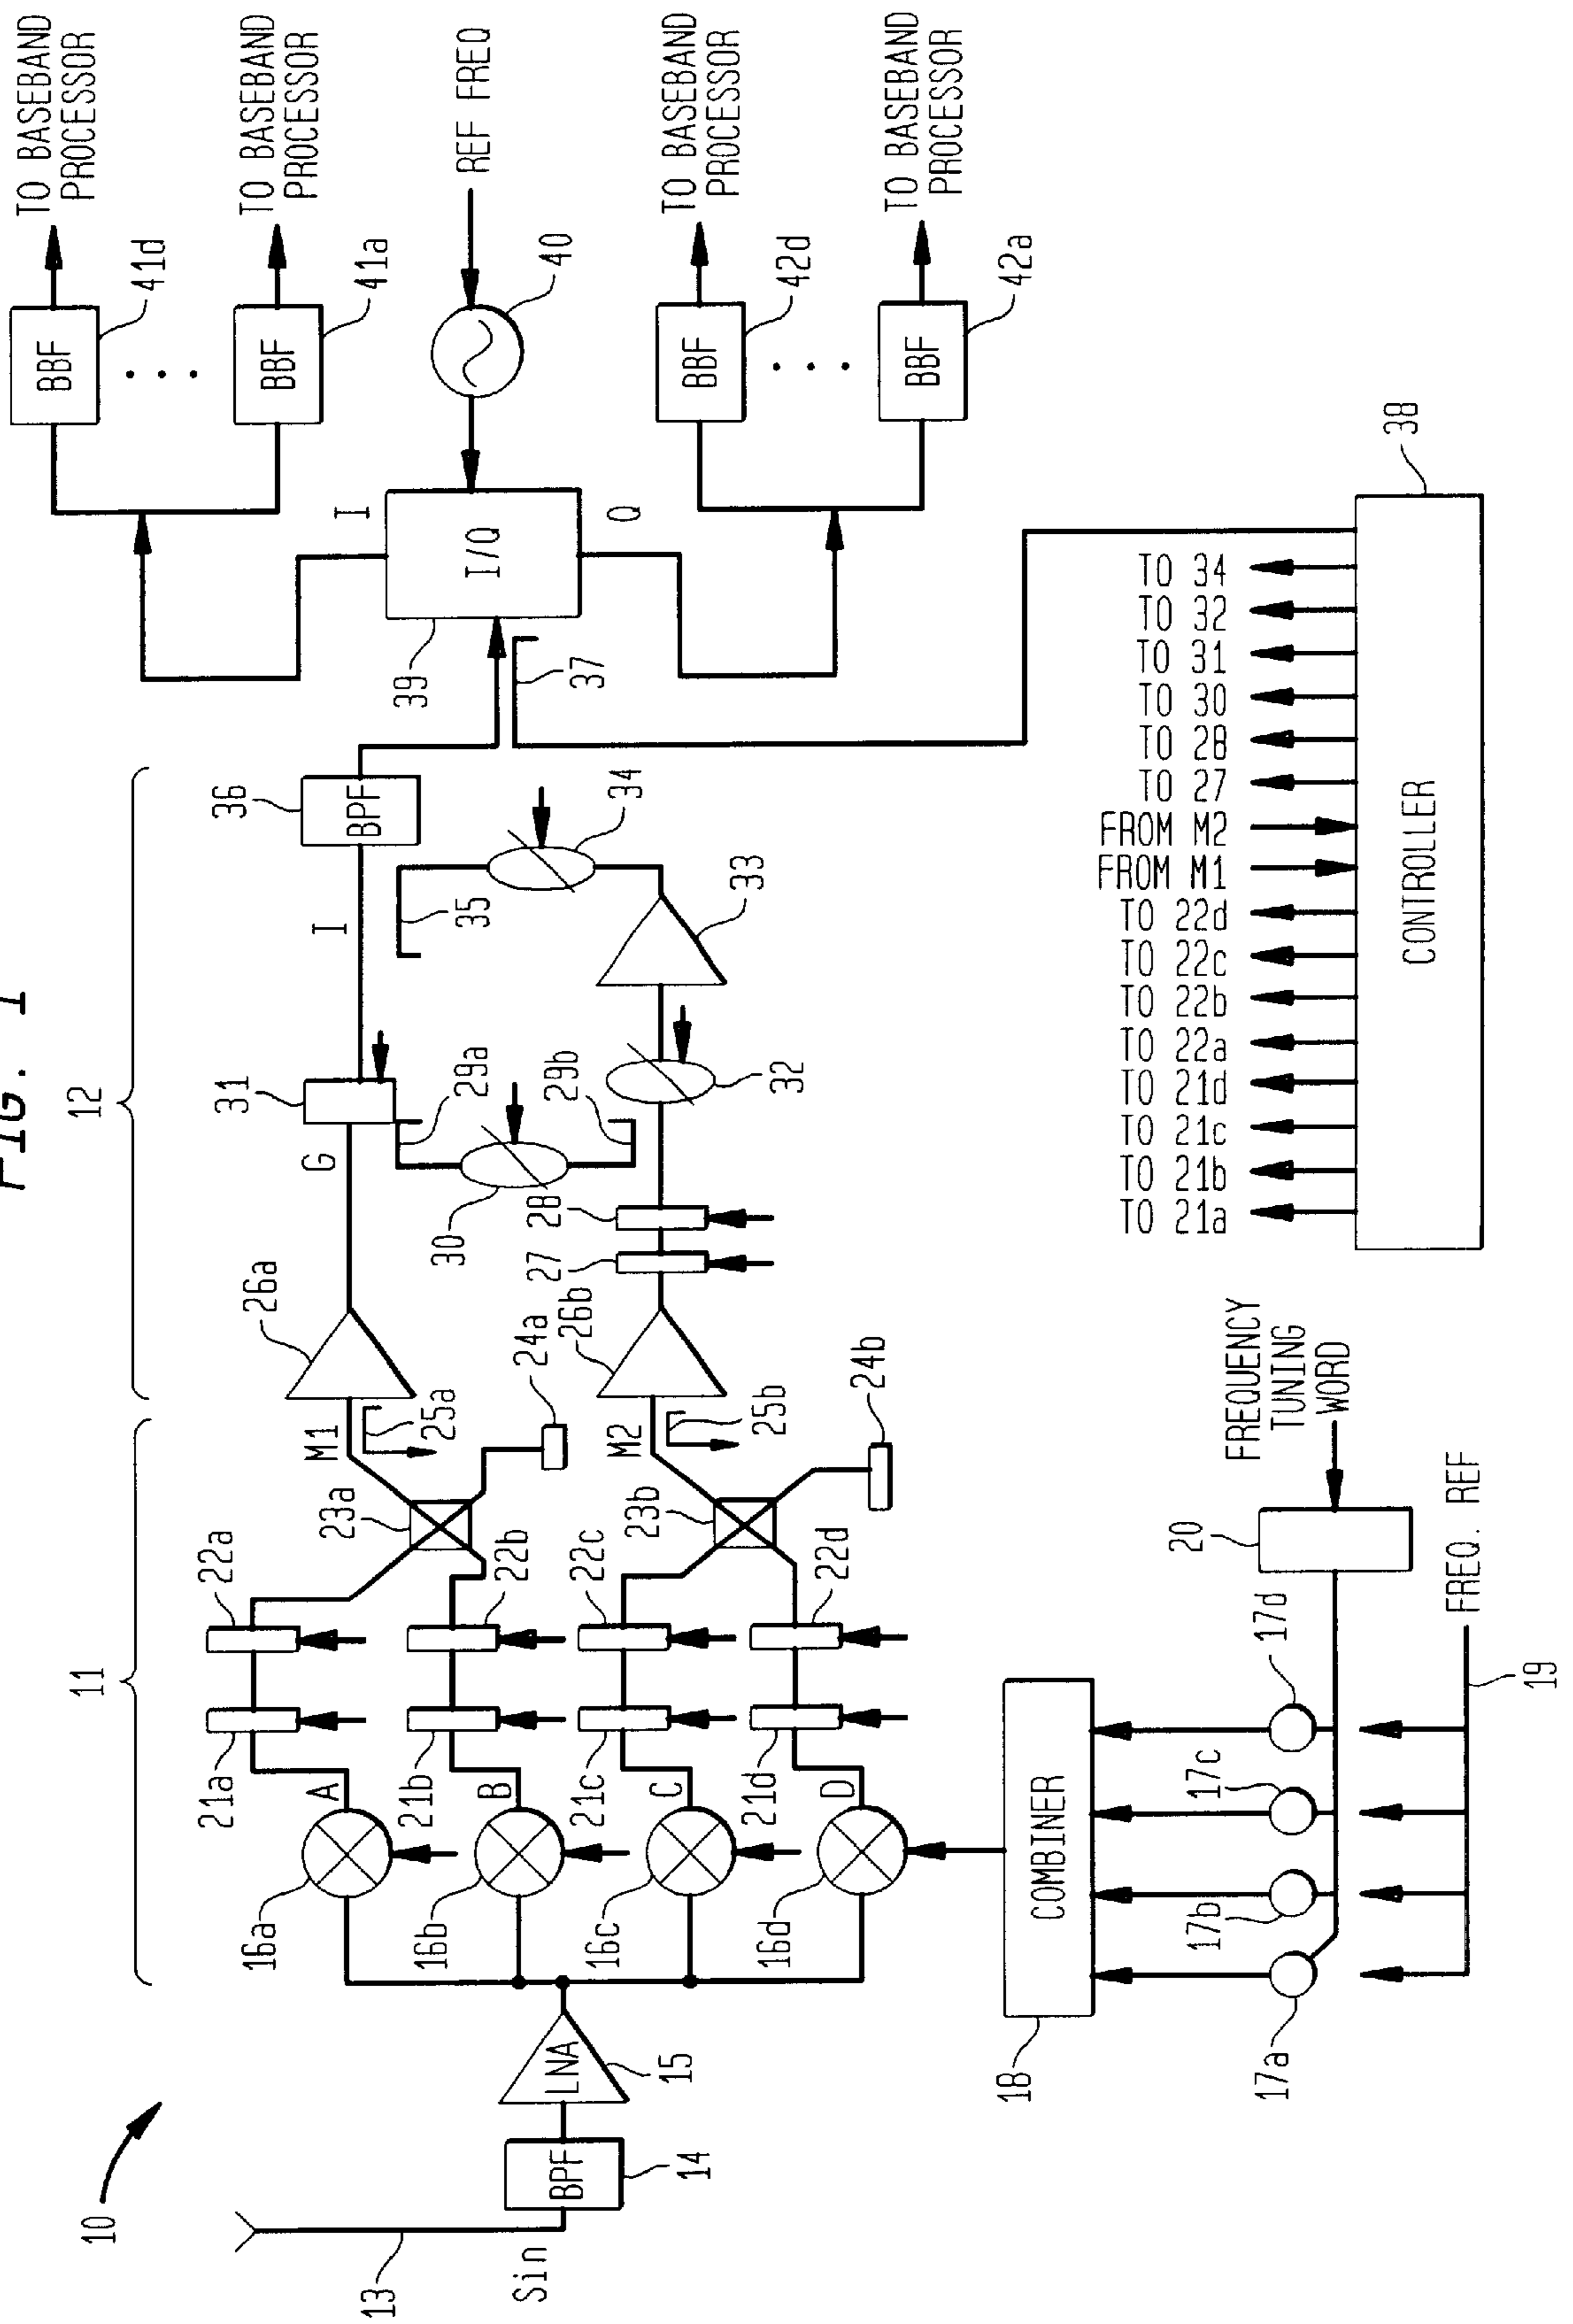 FIG. 1
10
11
12
13
Sin
BPF
14
LNA
15
16a
16b
16c
16d
A
B
C
D
21a
21b
21c
21d
22a
22b
22c
22d
23a
23b
24a
24b
M1
M2
25a
25b
26a
26b
27
28
G
29a
29b
30
31
32
33
34
35
I
36
BPF
37
39
I/Q
I
Q
40
REF FREQ
BBF
41d
TO BASEBAND
PROCESSOR
BBF
41a
TO BASEBAND
PROCESSOR
BBF
42d
TO BASEBAND
PROCESSOR
BBF
42a
TO BASEBAND
PROCESSOR
COMBINER
18
17a
17b
17c
17d
19
FREQ. REF
20
FREQUENCY
TUNING
WORD
TO 21a
TO 21b
TO 21c
TO 21d
TO 22a
TO 22b
TO 22c
TO 22d
FROM M1
FROM M2
TO 27
TO 28
TO 30
TO 31
TO 32
TO 34
CONTROLLER
38